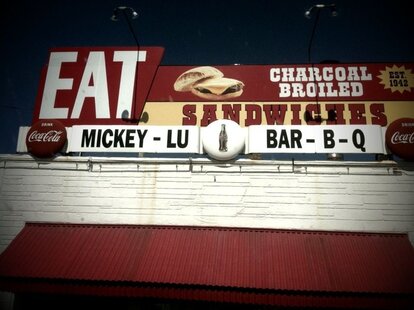 EAT
CHARCOAL
BROILED
EST.
1942
SANDWICHES
DRINK
Coca-Cola
MICKEY - LU
BAR - B - Q
DRINK
Coca-Cola